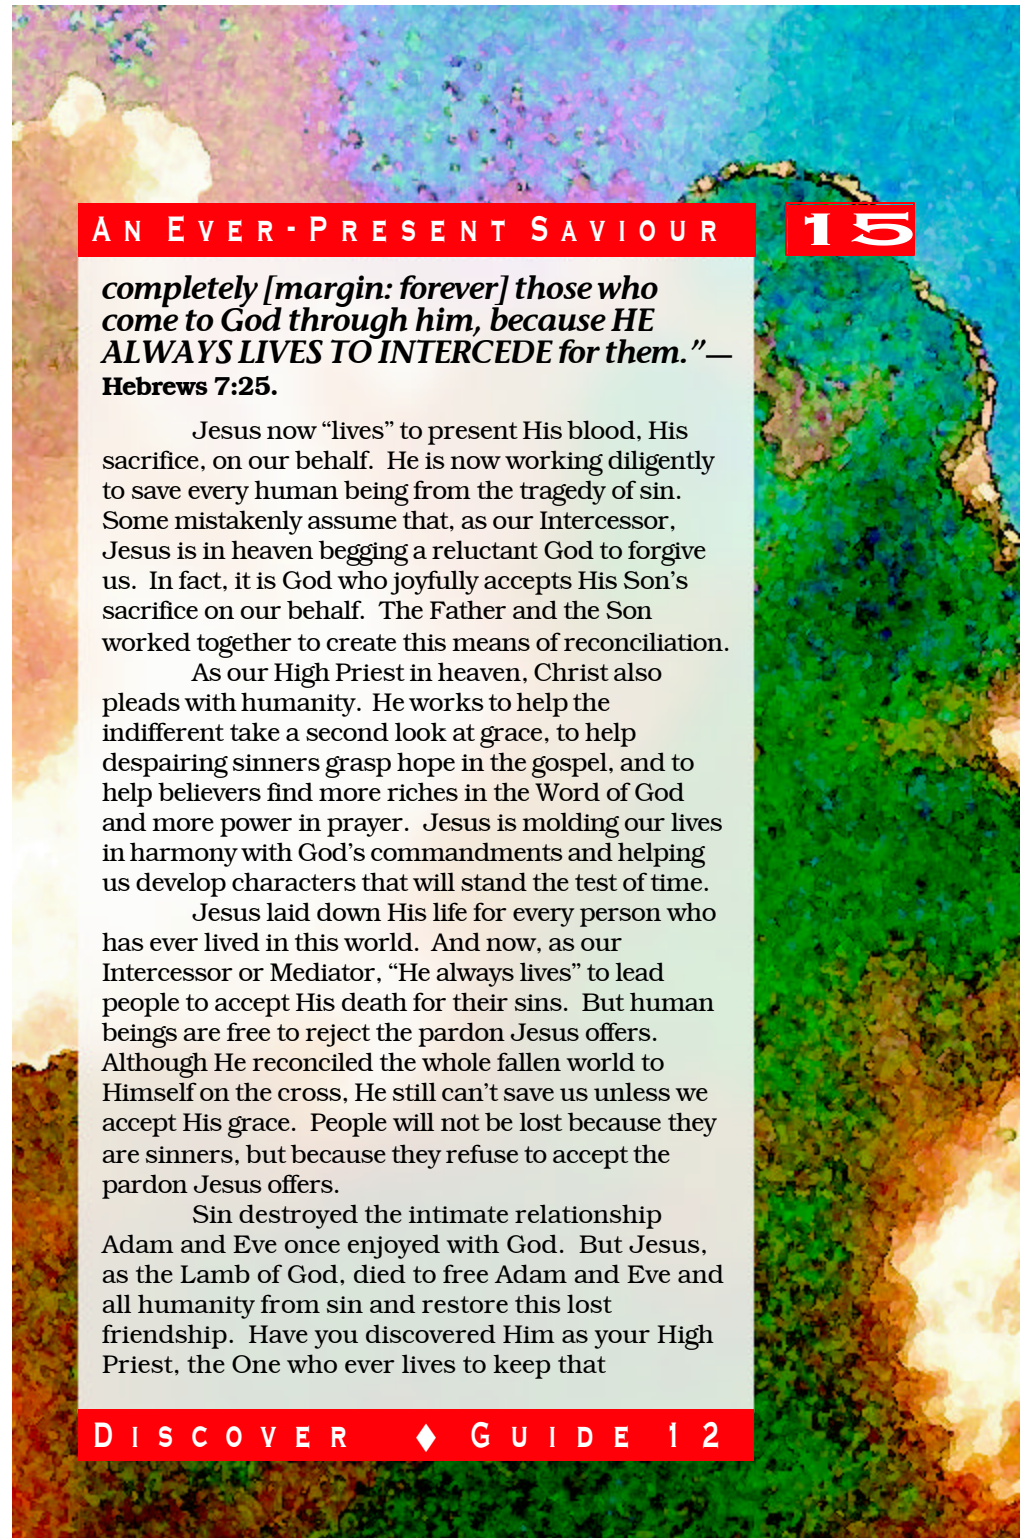 AN EVER-PRESENT SAVIOUR 15
completely [margin: forever] those who
come to God through him, because HE
ALWAYS LIVES TO INTERCEDE for them.”—
Hebrews 7:25.
Jesus now “lives” to present His blood, His
sacrifice, on our behalf.  He is now working diligently
to save every human being from the tragedy of sin.
Some mistakenly assume that, as our Intercessor,
Jesus is in heaven begging a reluctant God to forgive
us.  In fact, it is God who joyfully accepts His Son’s
sacrifice on our behalf.  The Father and the Son
worked together to create this means of reconciliation.
As our High Priest in heaven, Christ also
pleads with humanity.  He works to help the
indifferent take a second look at grace, to help
despairing sinners grasp hope in the gospel, and to
help believers find more riches in the Word of God
and more power in prayer.  Jesus is molding our lives
in harmony with God’s commandments and helping
us develop characters that will stand the test of time.
Jesus laid down His life for every person who
has ever lived in this world.  And now, as our
Intercessor or Mediator, “He always lives” to lead
people to accept His death for their sins.  But human
beings are free to reject the pardon Jesus offers.
Although He reconciled the whole fallen world to
Himself on the cross, He still can’t save us unless we
accept His grace.  People will not be lost because they
are sinners, but because they refuse to accept the
pardon Jesus offers.
Sin destroyed the intimate relationship
Adam and Eve once enjoyed with God.  But Jesus,
as the Lamb of God, died to free Adam and Eve and
all humanity from sin and restore this lost
friendship.  Have you discovered Him as your High
Priest, the One who ever lives to keep that
DISCOVER ♦ GUIDE 12